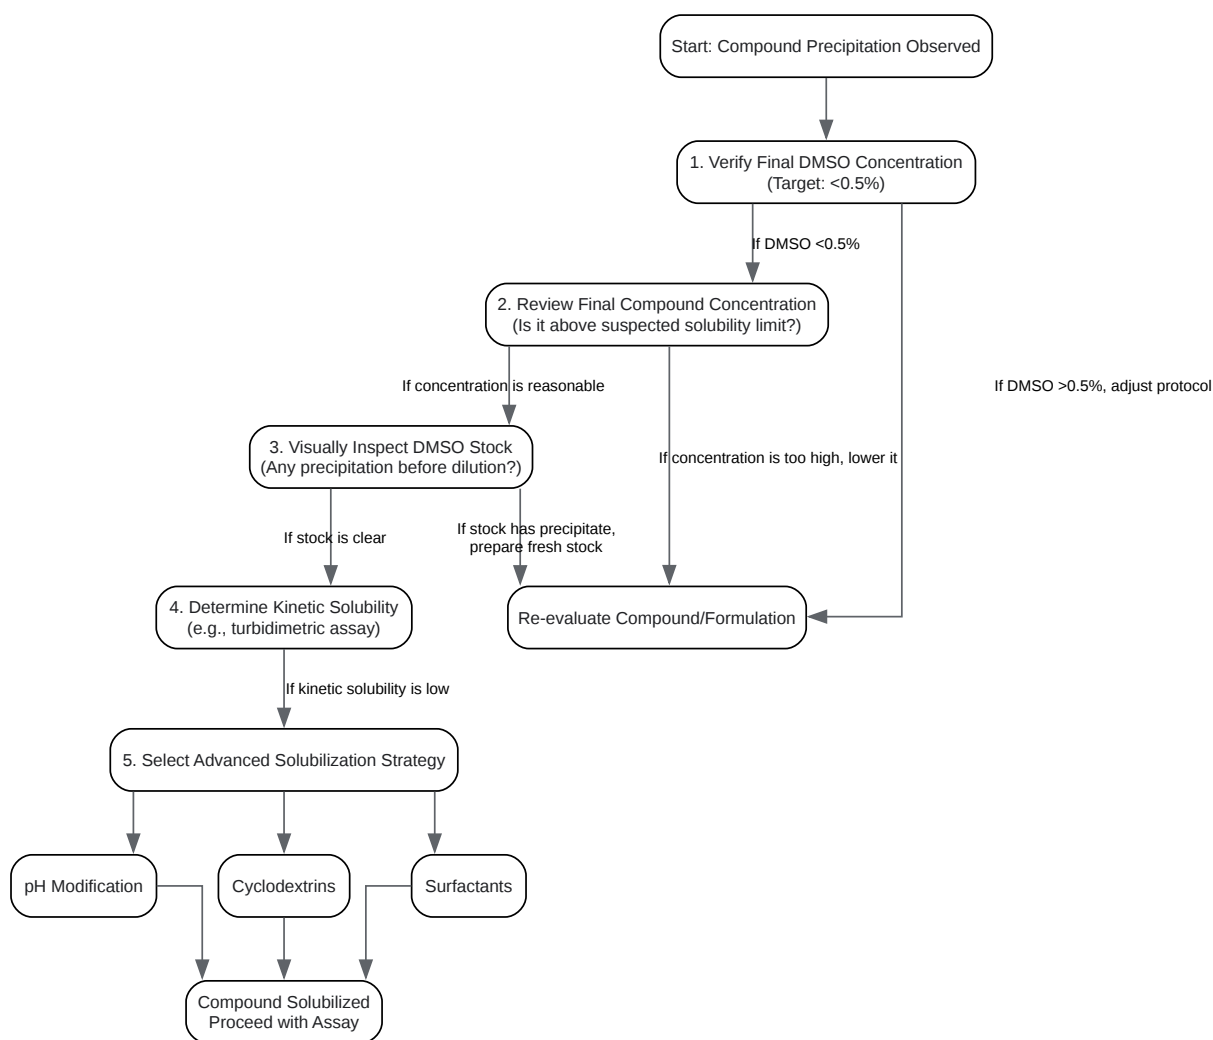 Start: Compound Precipitation Observed
1. Verify Final DMSO Concentration
(Target: <0.5%)
If DMSO <0.5%
2. Review Final Compound Concentration
(Is it above suspected solubility limit?)
If concentration is reasonable
If DMSO >0.5%, adjust protocol
3. Visually Inspect DMSO Stock
(Any precipitation before dilution?)
If concentration is too high, lower it
If stock is clear
If stock has precipitate,
prepare fresh stock
4. Determine Kinetic Solubility
(e.g., turbidimetric assay)
Re-evaluate Compound/Formulation
If kinetic solubility is low
5. Select Advanced Solubilization Strategy
pH Modification
Cyclodextrins
Surfactants
Compound Solubilized
Proceed with Assay